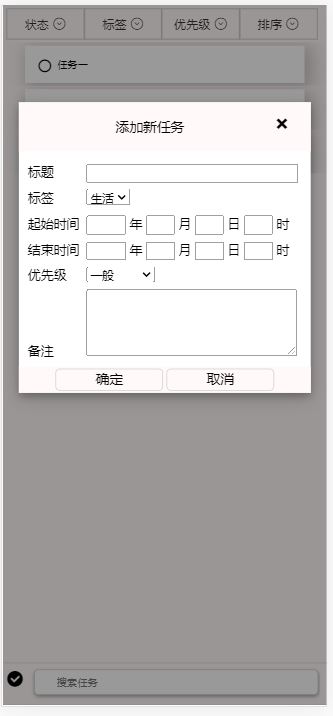 状态 标签 优先级 排序
任务一
添加新任务
标题
标签 生活
起始时间 年 月 日 时
结束时间 年 月 日 时
优先级 一般
备注
确定 取消
搜索任务